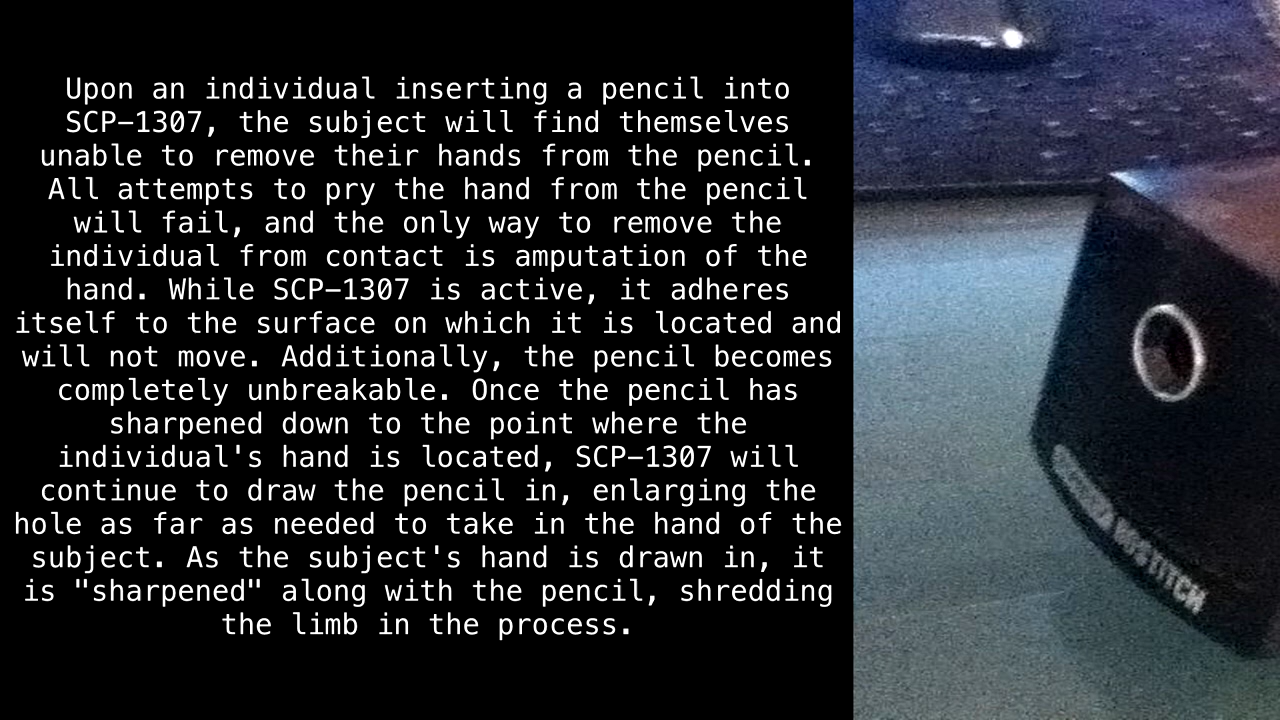 Upon an individual inserting a pencil into
SCP-1307, the subject will find themselves
unable to remove their hands from the pencil.
All attempts to pry the hand from the pencil
will fail, and the only way to remove the
individual from contact is amputation of the
hand. While SCP-1307 is active, it adheres
itself to the surface on which it is located and
will not move. Additionally, the pencil becomes
completely unbreakable. Once the pencil has
sharpened down to the point where the
individual's hand is located, SCP-1307 will
continue to draw the pencil in, enlarging the
hole as far as needed to take in the hand of the
subject. As the subject's hand is drawn in, it
is "sharpened" along with the pencil, shredding
the limb in the process.
BOSTITCH